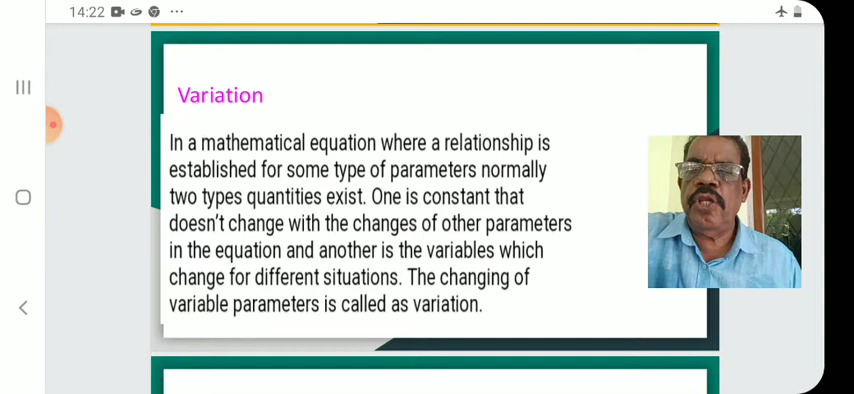 14:22
Variation
In a mathematical equation where a relationship is
established for some type of parameters normally
two types quantities exist. One is constant that
doesn't change with the changes of other parameters
in the equation and another is the variables which
change for different situations. The changing of
variable parameters is called as variation.